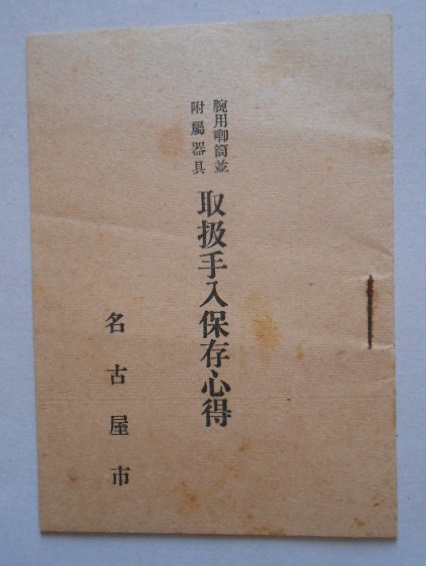 腕用喞筒並
附屬器具
取扱手入保存心得
名古屋市